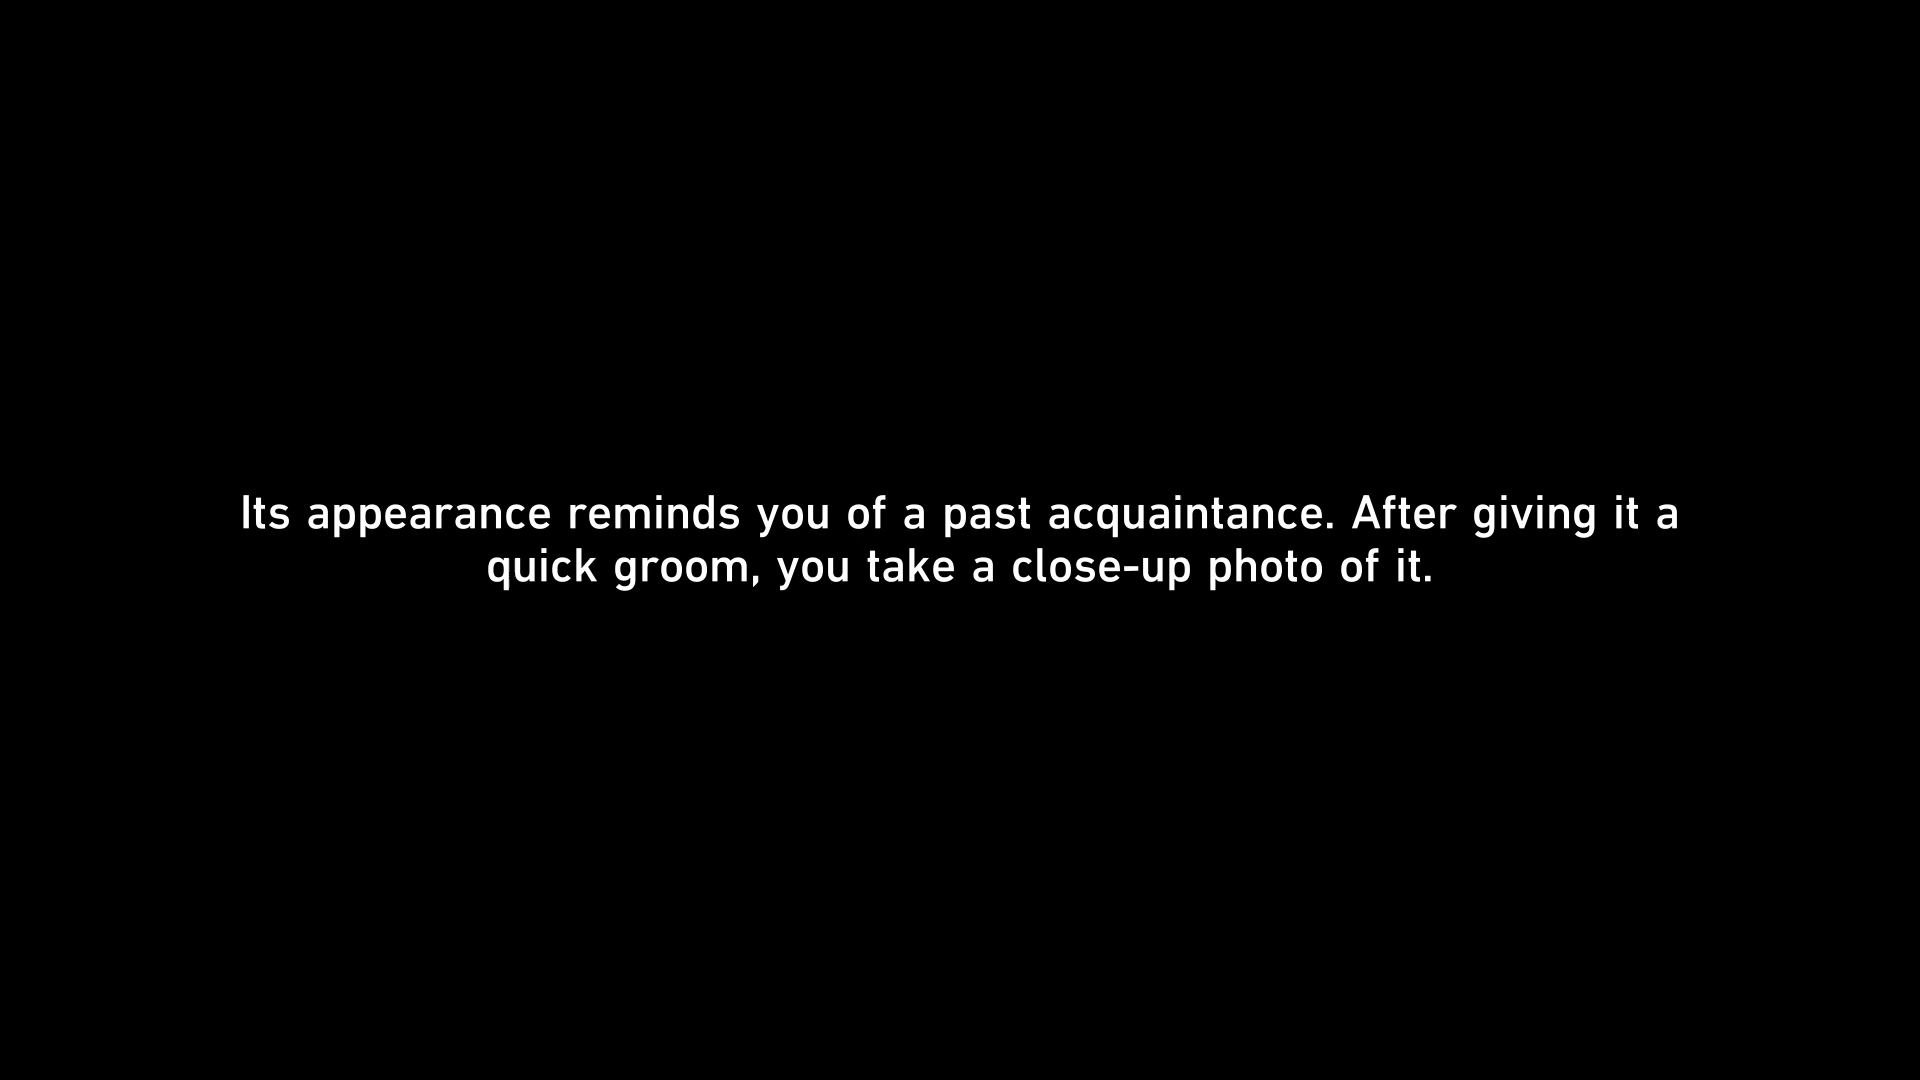 Its appearance reminds you of a past acquaintance. After giving it a
quick groom, you take a close-up photo of it.